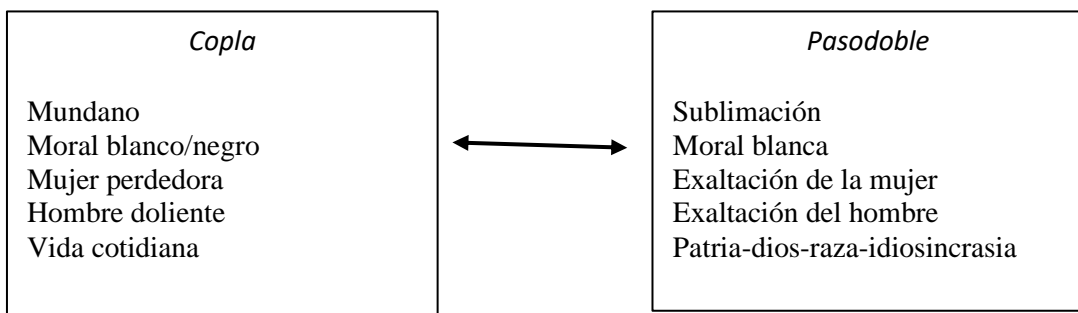 Copla
Mundano
Moral blanco/negro
Mujer perdedora
Hombre doliente
Vida cotidiana
Pasodoble
Sublimación
Moral blanca
Exaltación de la mujer
Exaltación del hombre
Patria-dios-raza-idiosincrasia